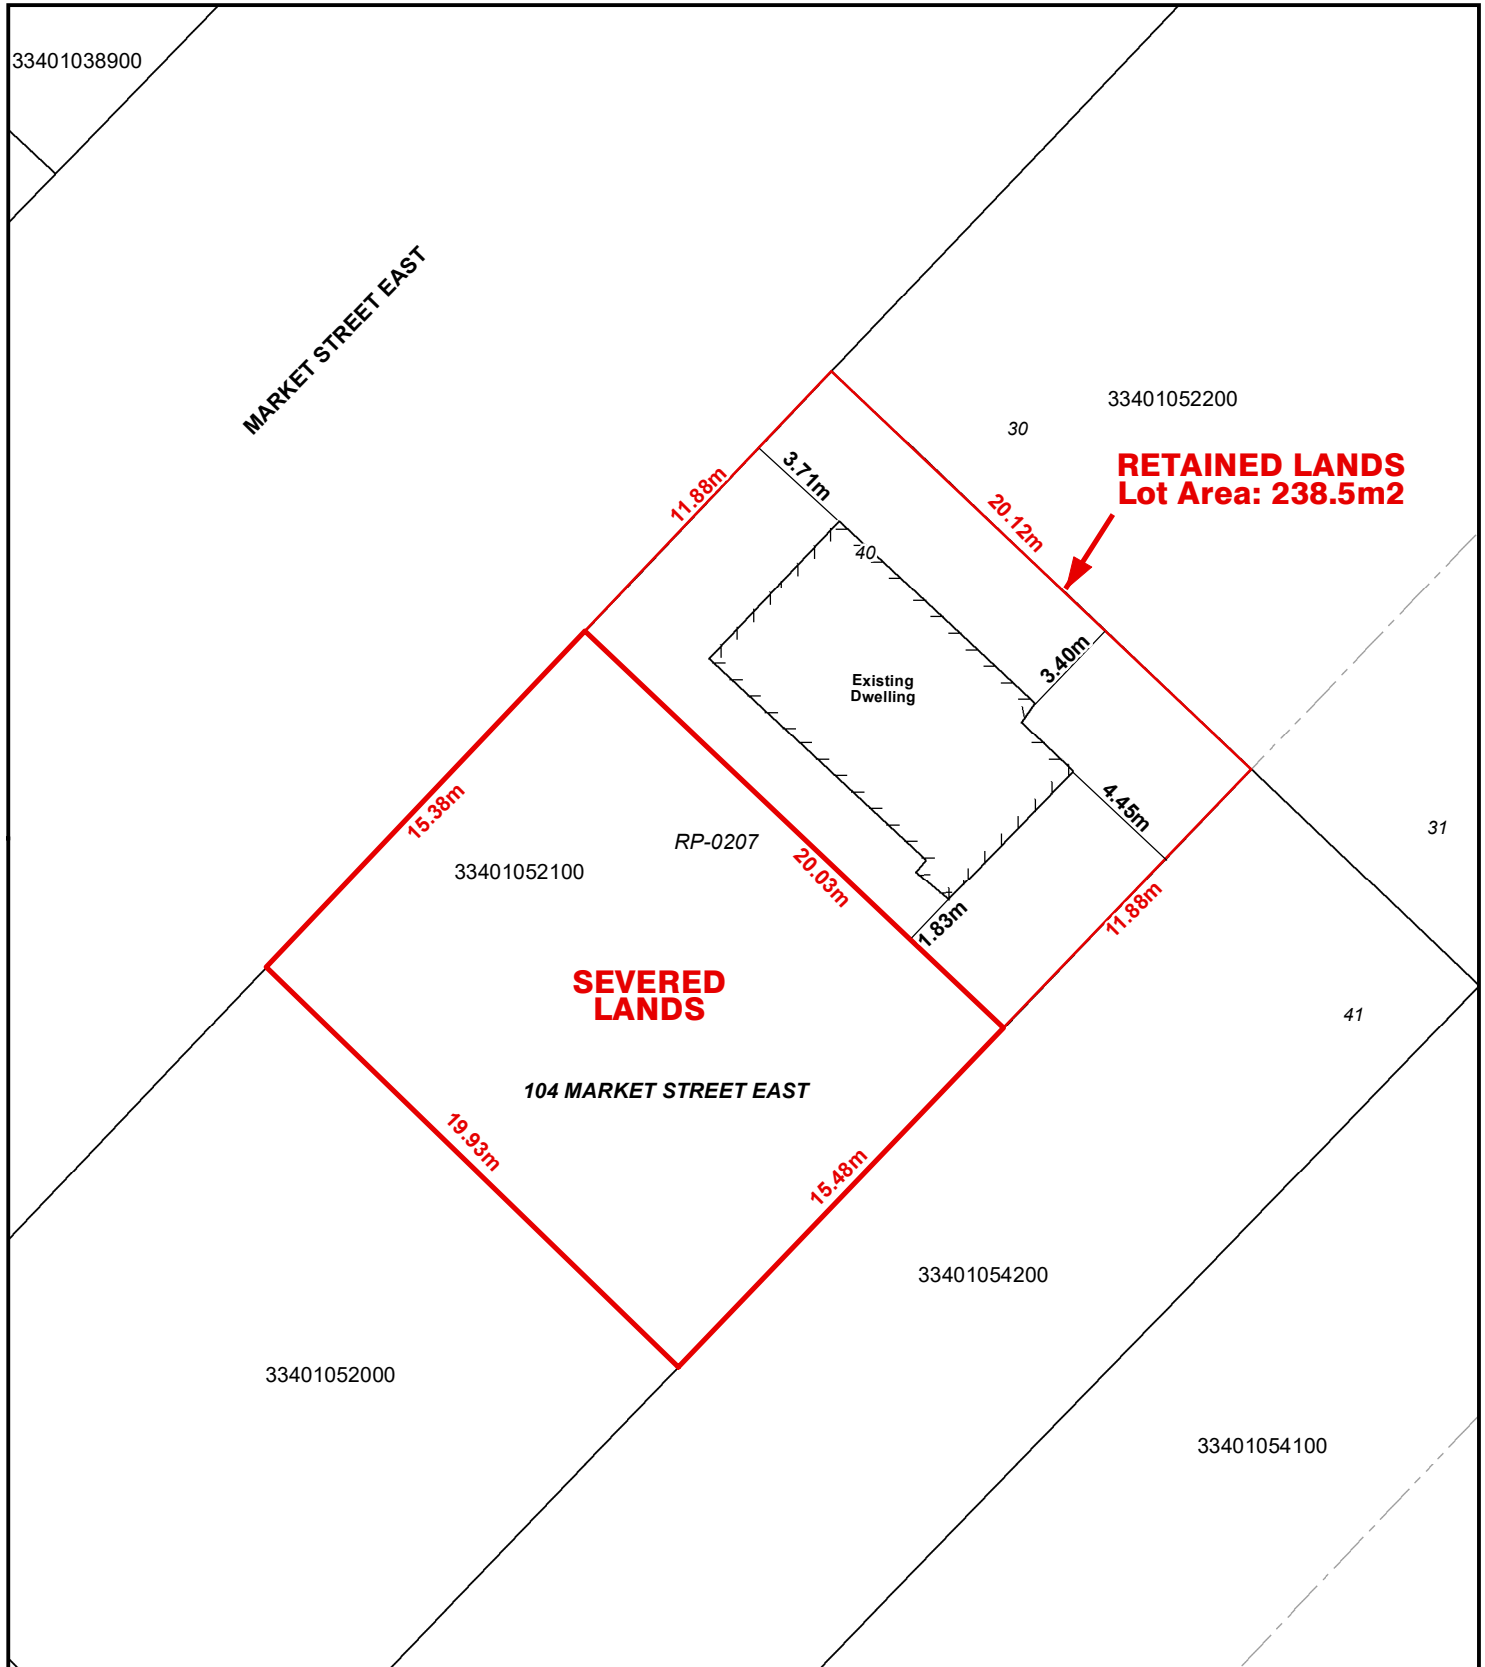 33401038900
MARKET STREET EAST
33401052200
30
RETAINED LANDS
Lot Area: 238.5m2
3.71m
11.88m
20.12m
40
3.40m
Existing
Dwelling
4.45m
15.38m
31
RP-0207
20.03m
33401052100
11.88m
1.83m
SEVERED
LANDS
41
104 MARKET STREET EAST
19.93m
15.48m
33401054200
33401052000
33401054100